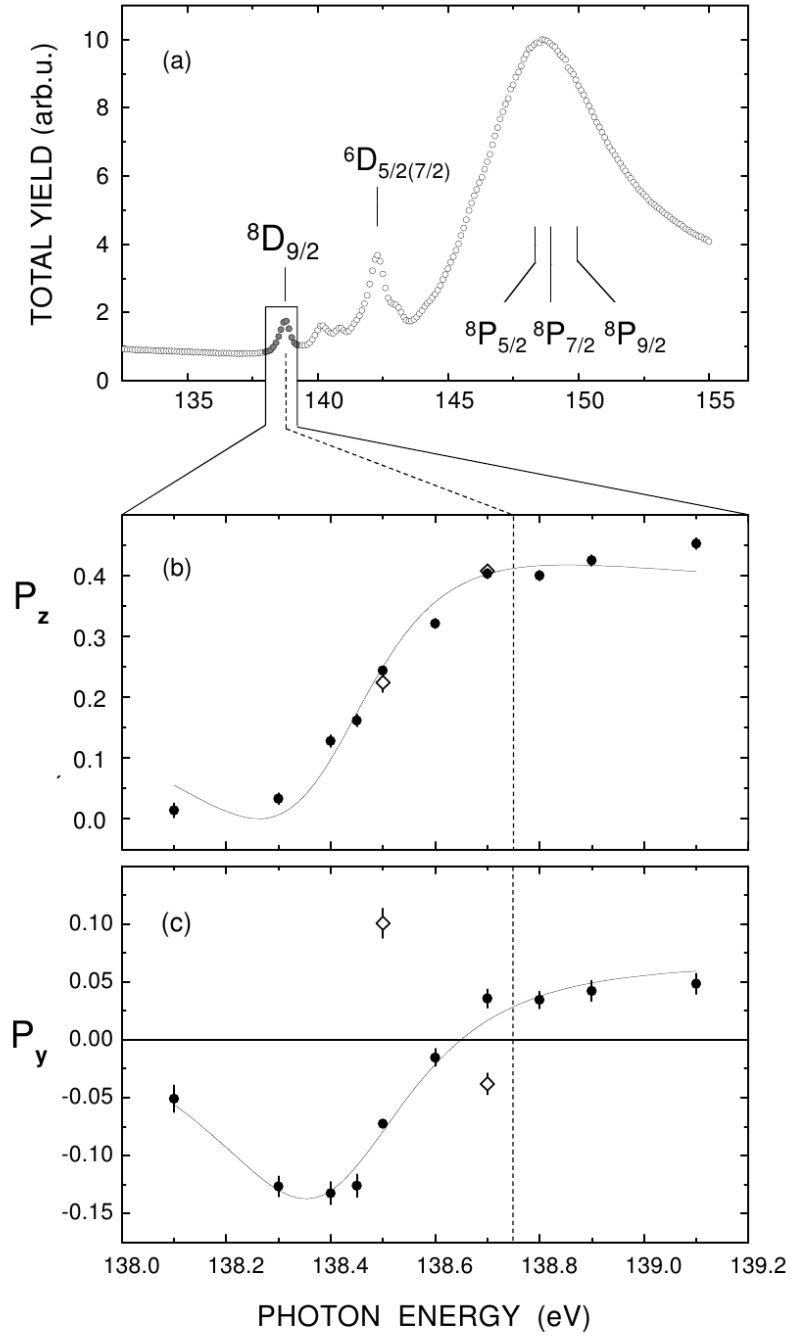 (a)
TOTAL YIELD (arb.u.)
10
8
6
4
2
0
⁶D₅/₂(₇/₂)
⁸D₉/₂
⁸P₅/₂ ⁸P₇/₂ ⁸P₉/₂
135 140 145 150 155
(b)
P_z
0.4
0.3
0.2
0.1
0.0
(c)
P_y
0.10
0.05
0.00
-0.05
-0.10
-0.15
138.0 138.2 138.4 138.6 138.8 139.0 139.2
PHOTON ENERGY (eV)